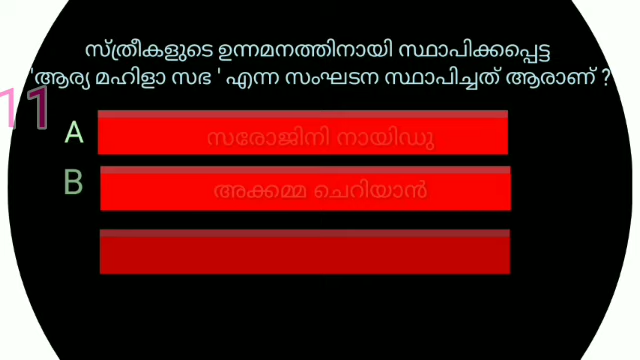 സ്ത്രീകളുടെ ഉന്നമനത്തിനായി സ്ഥാപിക്കപ്പെട്ട
'ആര്യ മഹിളാ സഭ ' എന്ന സംഘടന സ്ഥാപിച്ചത് ആരാണ് ?
11
A സരോജിനി നായിഡു
B അക്കമ്മ ചെറിയാൻ